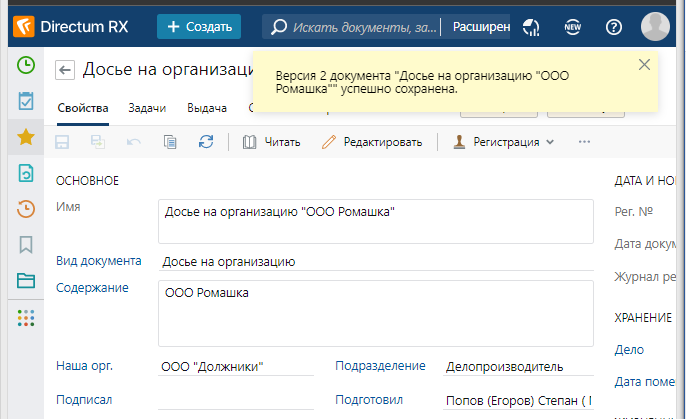 Directum RX
+ Создать
Искать документы, за...
Расширен
NEW
?
Досье на организаци
Версия 2 документа "Досье на организацию "ООО
Ромашка"" успешно сохранена.
Свойства
Задачи
Выдача
Читать
Редактировать
Регистрация
...
ОСНОВНОЕ
ДАТА И НО
Имя
Досье на организацию "ООО Ромашка"
Рег. №
Дата докум
Вид документа
Досье на организацию
Журнал ре
Содержание
ООО Ромашка
ХРАНЕНИЕ
Дело
Наша орг.
ООО "Должники"
Подразделение
Делопроизводитель
Дата поме
Подписал
Подготовил
Попов (Егоров) Степан (